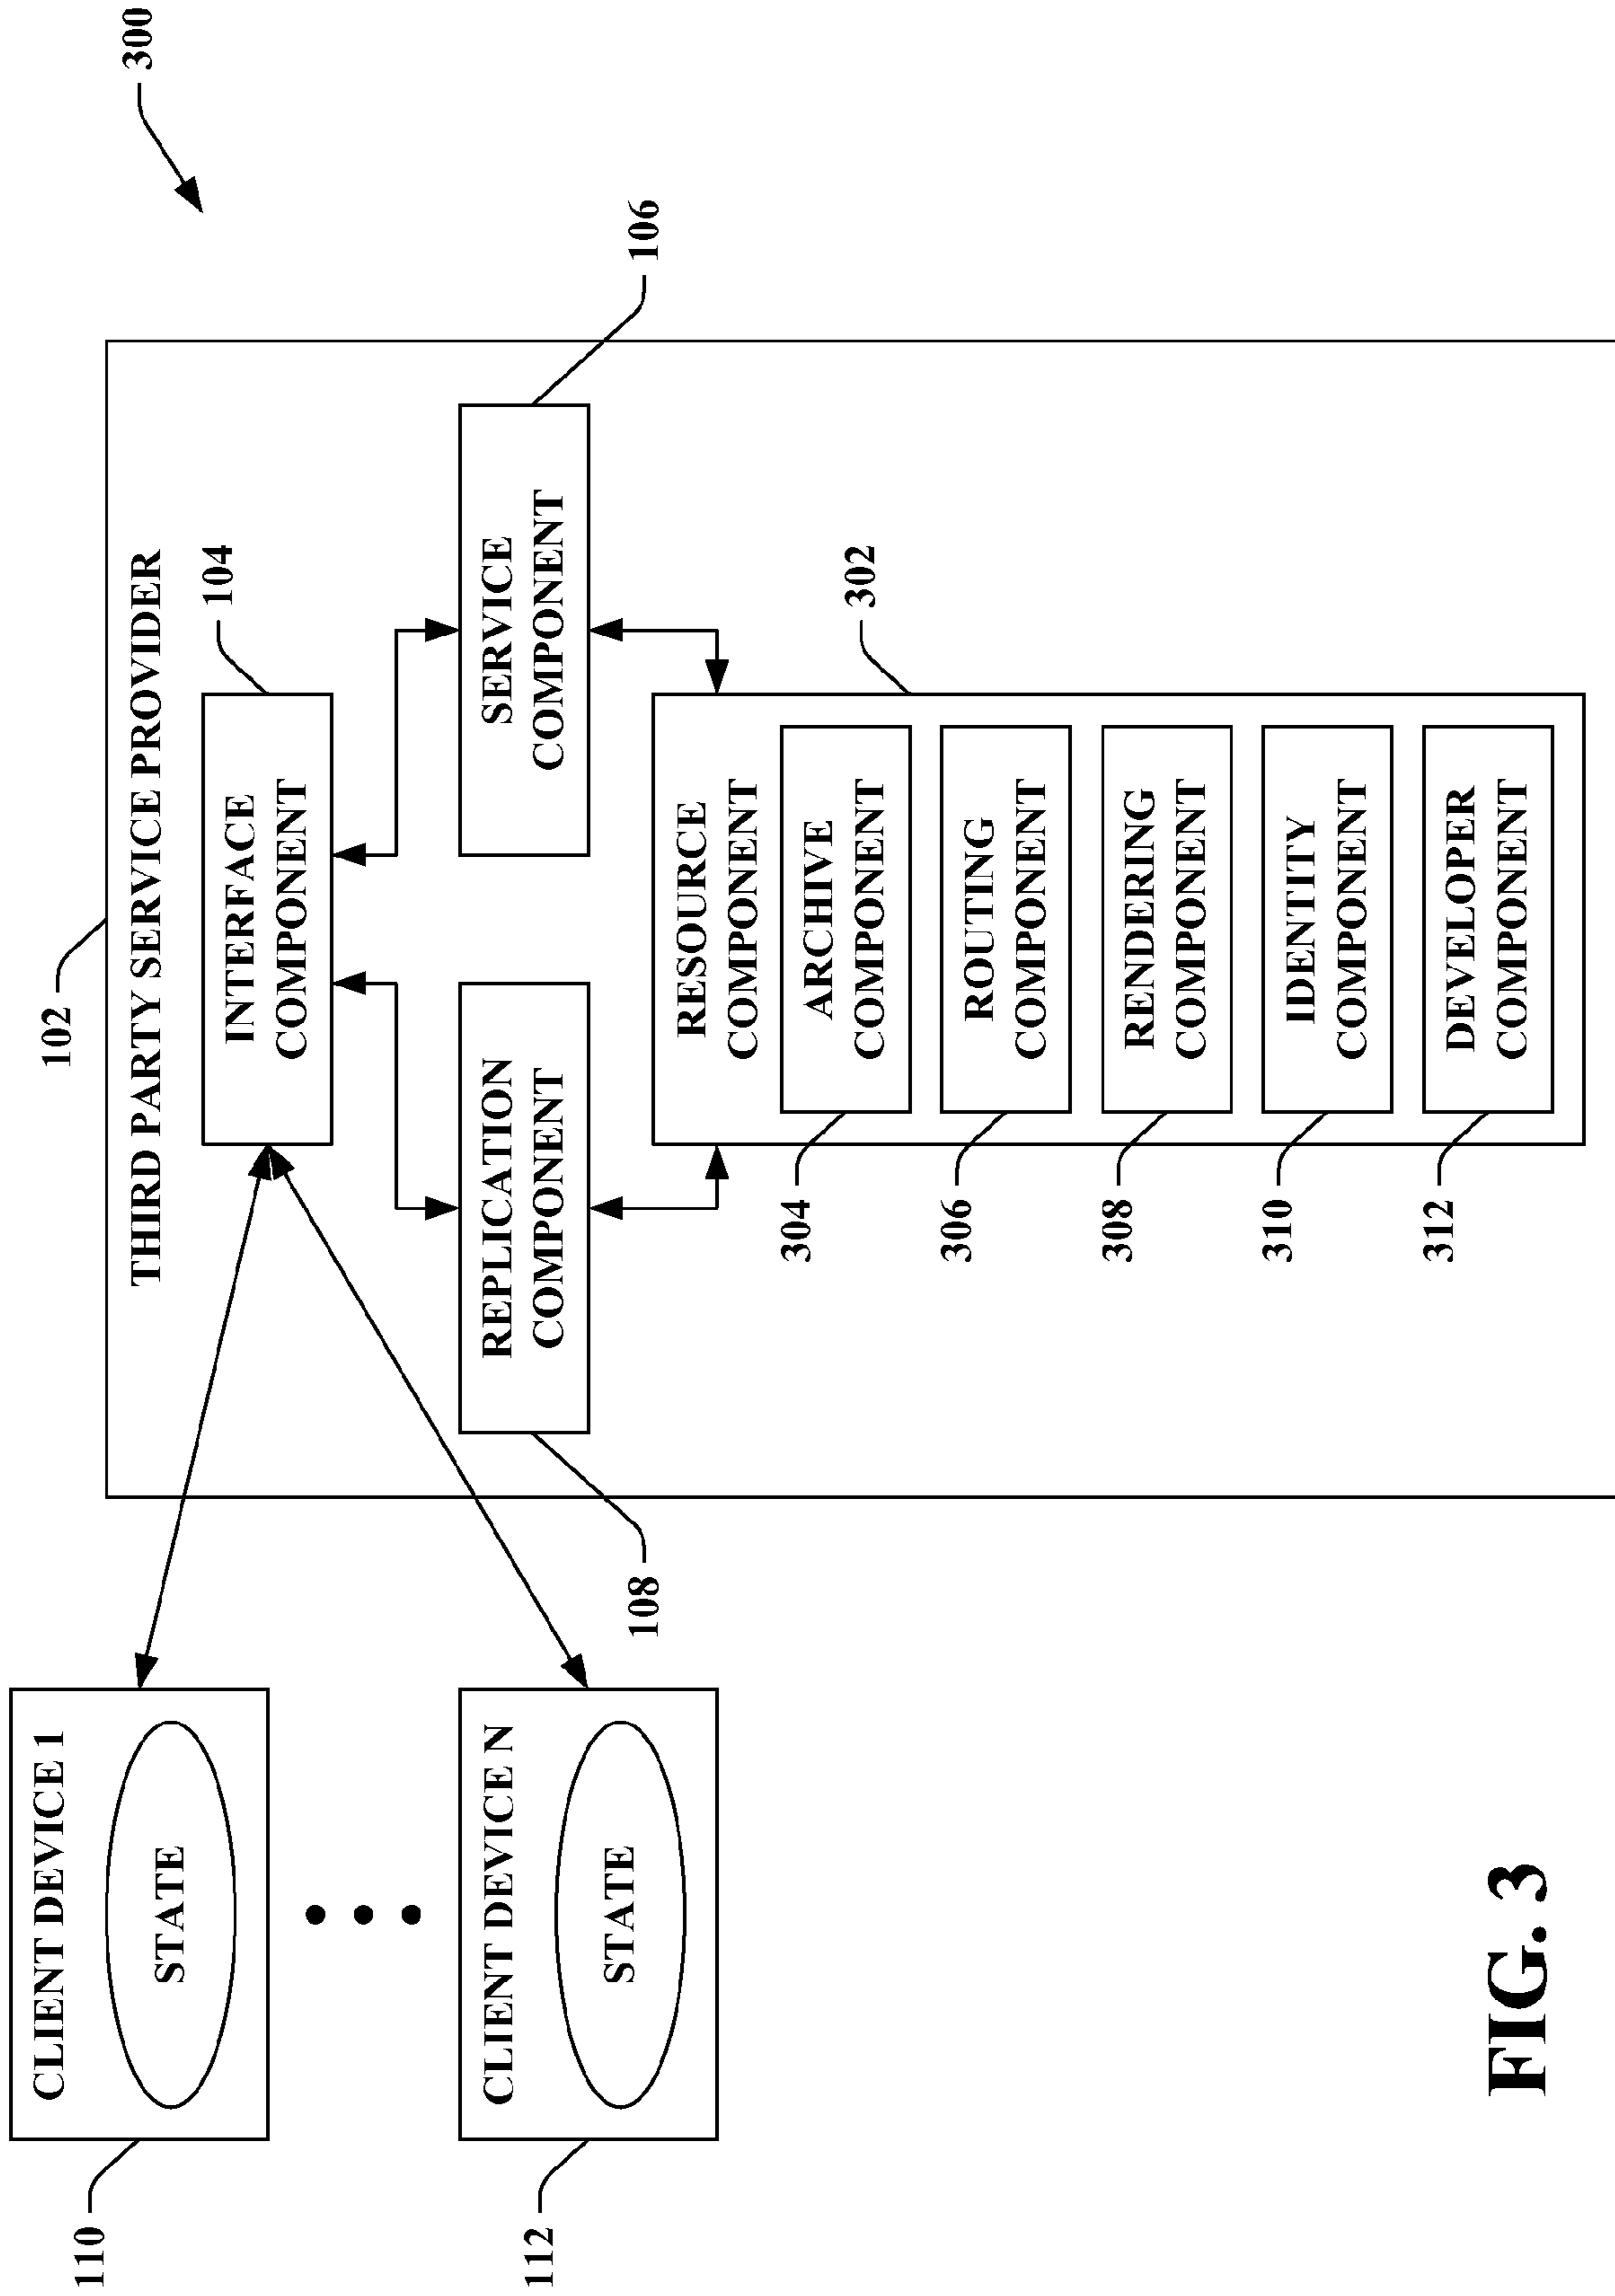 300
102
THIRD PARTY SERVICE PROVIDER
CLIENT DEVICE 1
STATE
110
INTERFACE
COMPONENT
104
CLIENT DEVICE N
STATE
112
REPLICATION
COMPONENT
108
SERVICE
COMPONENT
106
RESOURCE
COMPONENT
302
ARCHIVE
COMPONENT
304
ROUTING
COMPONENT
306
RENDERING
COMPONENT
308
IDENTITY
COMPONENT
310
DEVELOPER
COMPONENT
312
FIG. 3